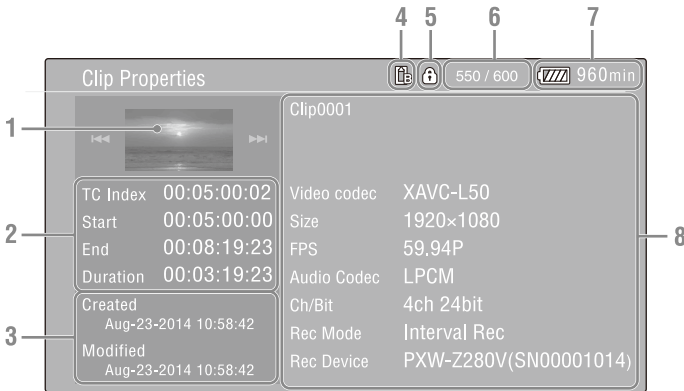 4 5 6 7
Clip Properties
B
550 / 600
960min
1
Clip0001
2
TC Index 00:05:00:02
Start 00:05:00:00
End 00:08:19:23
Duration 00:03:19:23
3
Created
Aug-23-2014 10:58:42
Modified
Aug-23-2014 10:58:42
Video codec XAVC-L50
Size 1920×1080
FPS 59.94P
Audio Codec LPCM
Ch/Bit 4ch 24bit
Rec Mode Interval Rec
Rec Device PXW-Z280V(SN00001014)
8